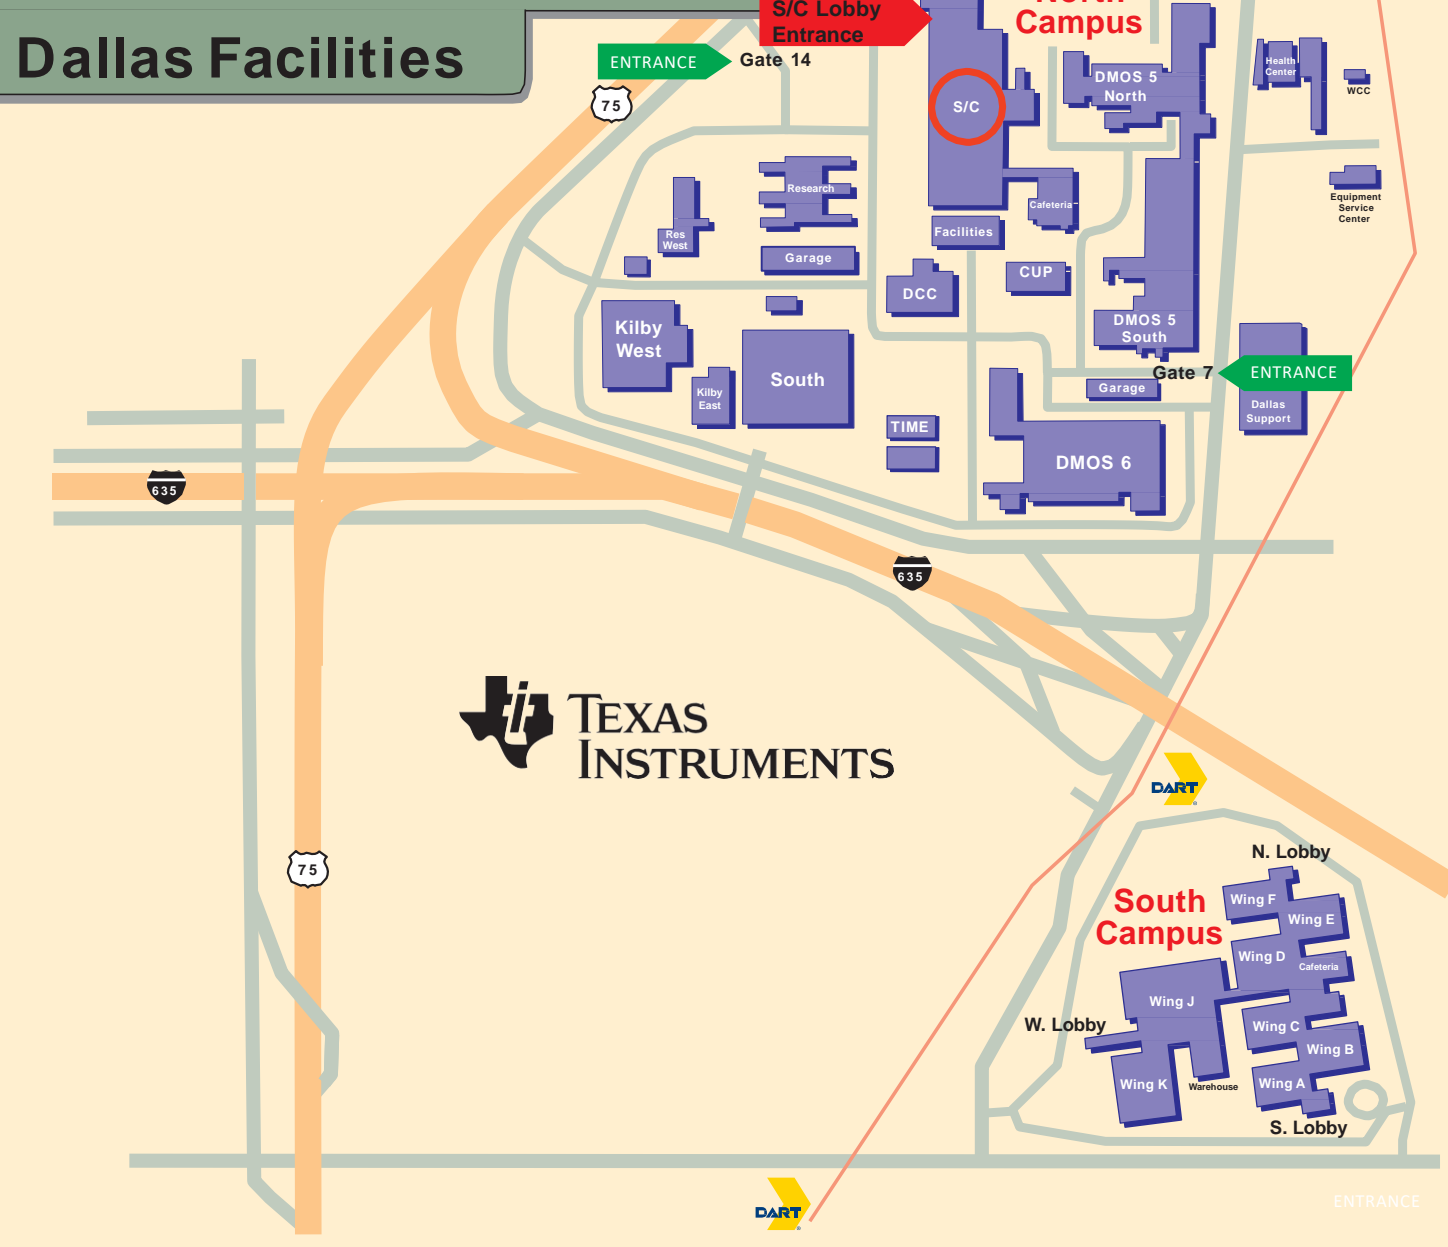 Dallas Facilities
S/C Lobby
Entrance
North
Campus
ENTRANCE
Gate 14
75
S/C
DMOS 5
North
Health
Center
WCC
Research
Res
West
Garage
Cafeteria
Facilities
Equipment
Service
Center
CUP
DCC
Kilby
West
South
Kilby
East
DMOS 5
South
Gate 7
ENTRANCE
Garage
Dallas
Support
TIME
DMOS 6
635
635
TEXAS
INSTRUMENTS
DART
75
N. Lobby
South
Campus
Wing F
Wing E
Wing D
Cafeteria
Wing J
W. Lobby
Wing C
Wing B
Wing K
Warehouse
Wing A
S. Lobby
DART
ENTRANCE